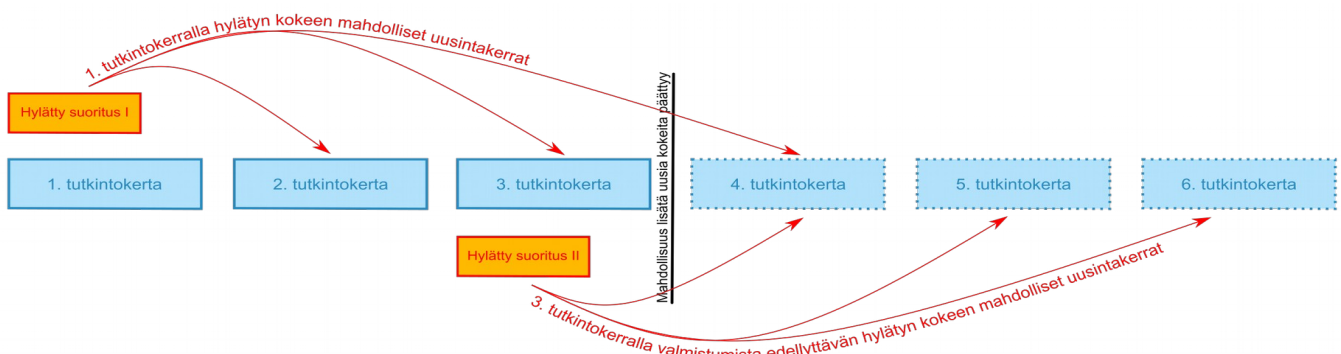 1. tutkintokerralla hylätyn kokeen mahdolliset uusintakerrat
Hylätty suoritus I
1. tutkintokerta
2. tutkintokerta
3. tutkintokerta
Mahdollisuus lisätä uusia kokeita päättyy
4. tutkintokerta
5. tutkintokerta
6. tutkintokerta
Hylätty suoritus II
3. tutkintokerralla valmistumista edellyttävän hylätyn kokeen mahdolliset uusintakerrat